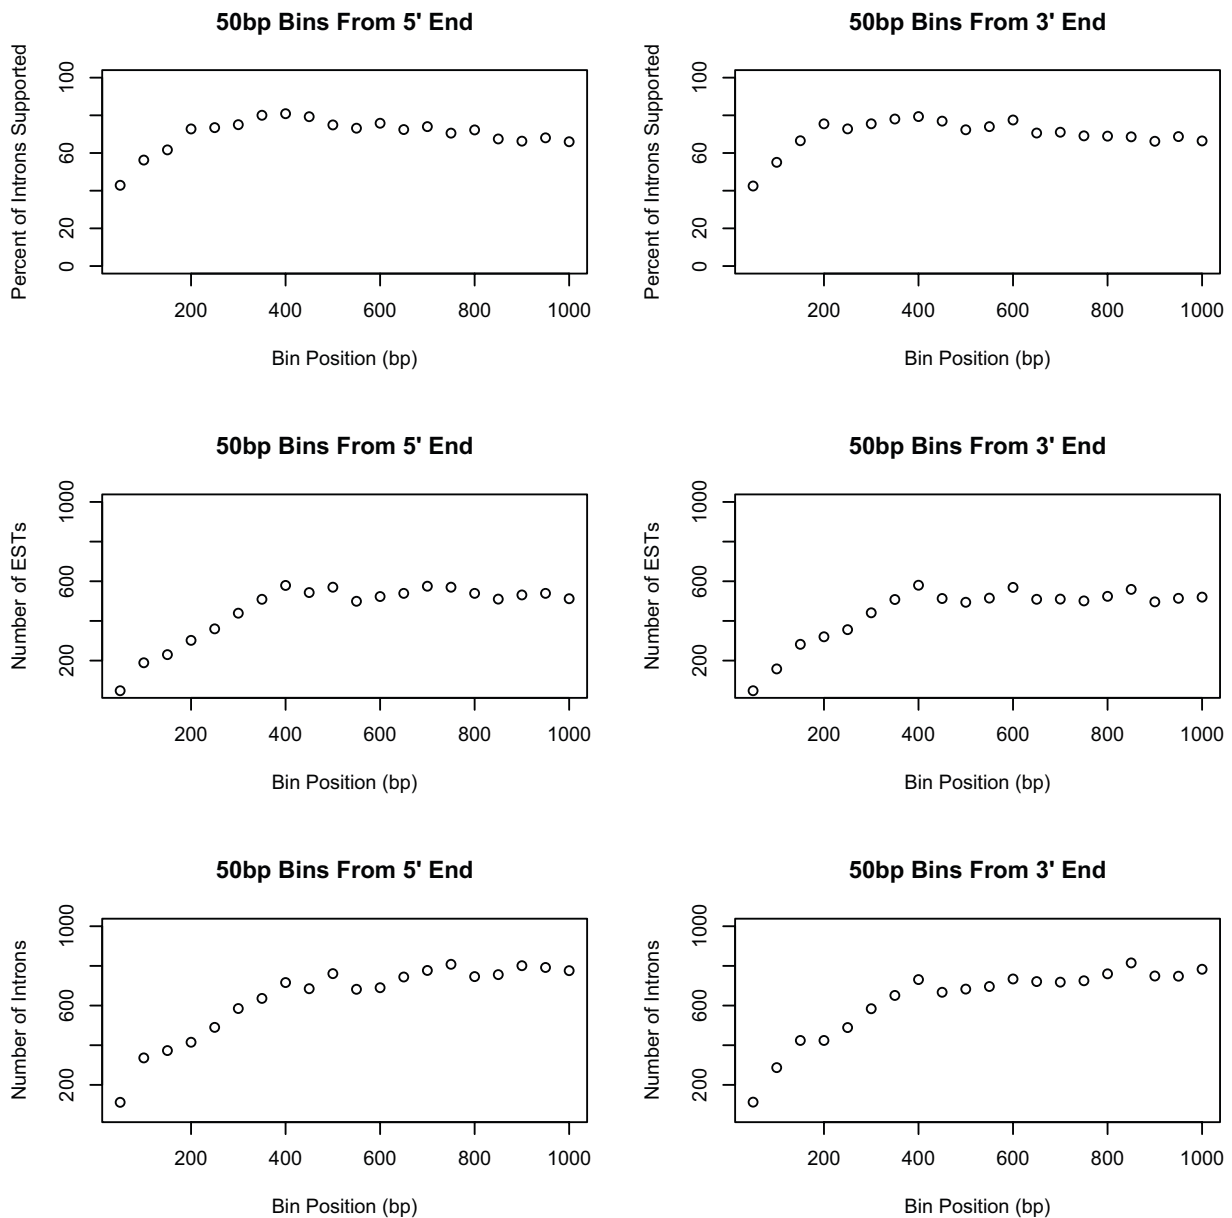 50bp Bins From 5' End
Percent of Introns Supported
100
60
20
0
200 400 600 800 1000
Bin Position (bp)
50bp Bins From 3' End
Percent of Introns Supported
100
60
20
0
200 400 600 800 1000
Bin Position (bp)
50bp Bins From 5' End
Number of ESTs
1000
600
200
200 400 600 800 1000
Bin Position (bp)
50bp Bins From 3' End
Number of ESTs
1000
600
200
200 400 600 800 1000
Bin Position (bp)
50bp Bins From 5' End
Number of Introns
1000
600
200
200 400 600 800 1000
Bin Position (bp)
50bp Bins From 3' End
Number of Introns
1000
600
200
200 400 600 800 1000
Bin Position (bp)